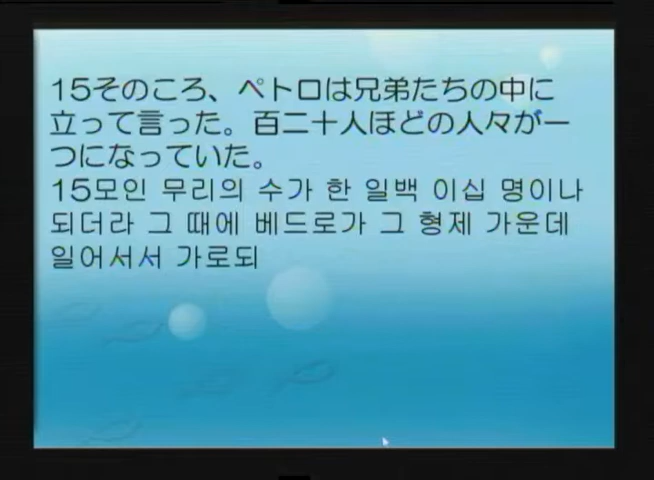 15そのころ、ペトロは兄弟たちの中に
立って言った。百二十人ほどの人々が一
つになっていた。
15모인 무리의 수가 한 일백 이십 명이나
되더라 그 때에 베드로가 그 형제 가운데
일어서서 가로되